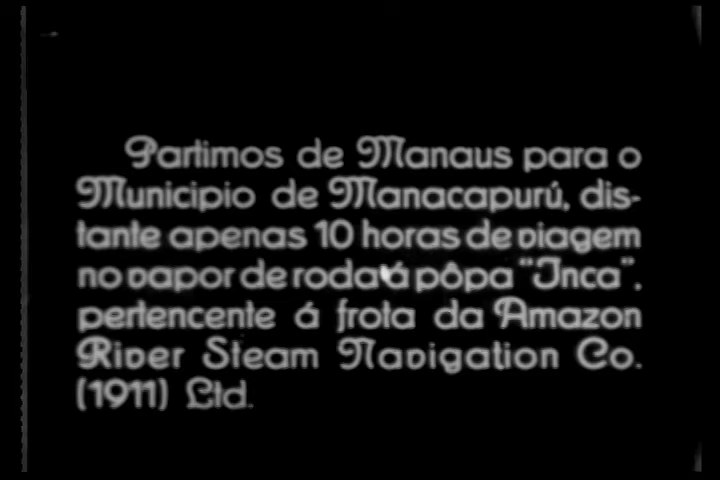 Partimos de Manaus para o
Municipio de Manacapurú, dis-
tante apenas 10 horas de viagem
no vapor de roda á pôpa "Inca",
pertencente á frota da Amazon
River Steam Navigation Co.
(1911) Ltd.